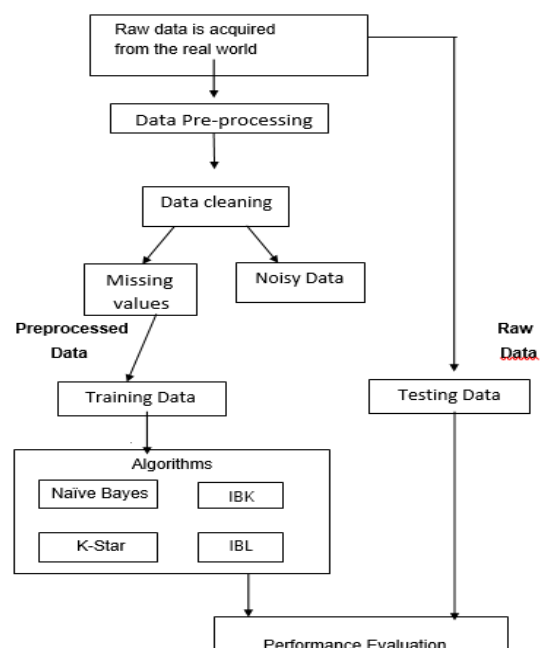 Raw data is acquired
from the real world
Data Pre-processing
Data cleaning
Missing
values
Noisy Data
Preprocessed
Data
Raw
Data
Training Data
Testing Data
Algorithms
Naïve Bayes
IBK
K-Star
IBL
Performance Evaluation